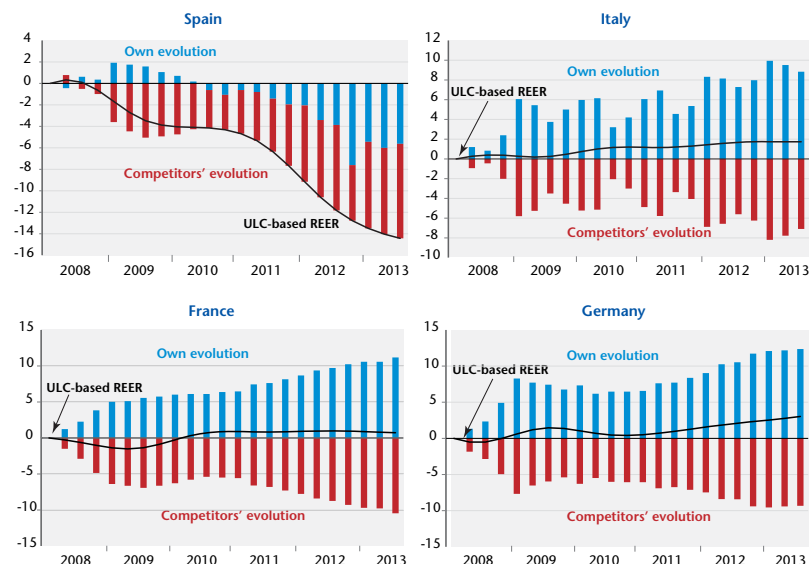 Spain
4
2
0
-2
-4
-6
-8
-10
-12
-14
-16
Own evolution
Competitors' evolution
ULC-based REER
2008 2009 2010 2011 2012 2013
Italy
12
10
8
6
4
2
0
-2
-4
-6
-8
-10
Own evolution
ULC-based REER
Competitors' evolution
2008 2009 2010 2011 2012 2013
France
15
10
5
0
-5
-10
-15
Own evolution
ULC-based REER
Competitors' evolution
2008 2009 2010 2011 2012 2013
Germany
15
10
5
0
-5
-10
-15
Own evolution
ULC-based REER
Competitors' evolution
2008 2009 2010 2011 2012 2013